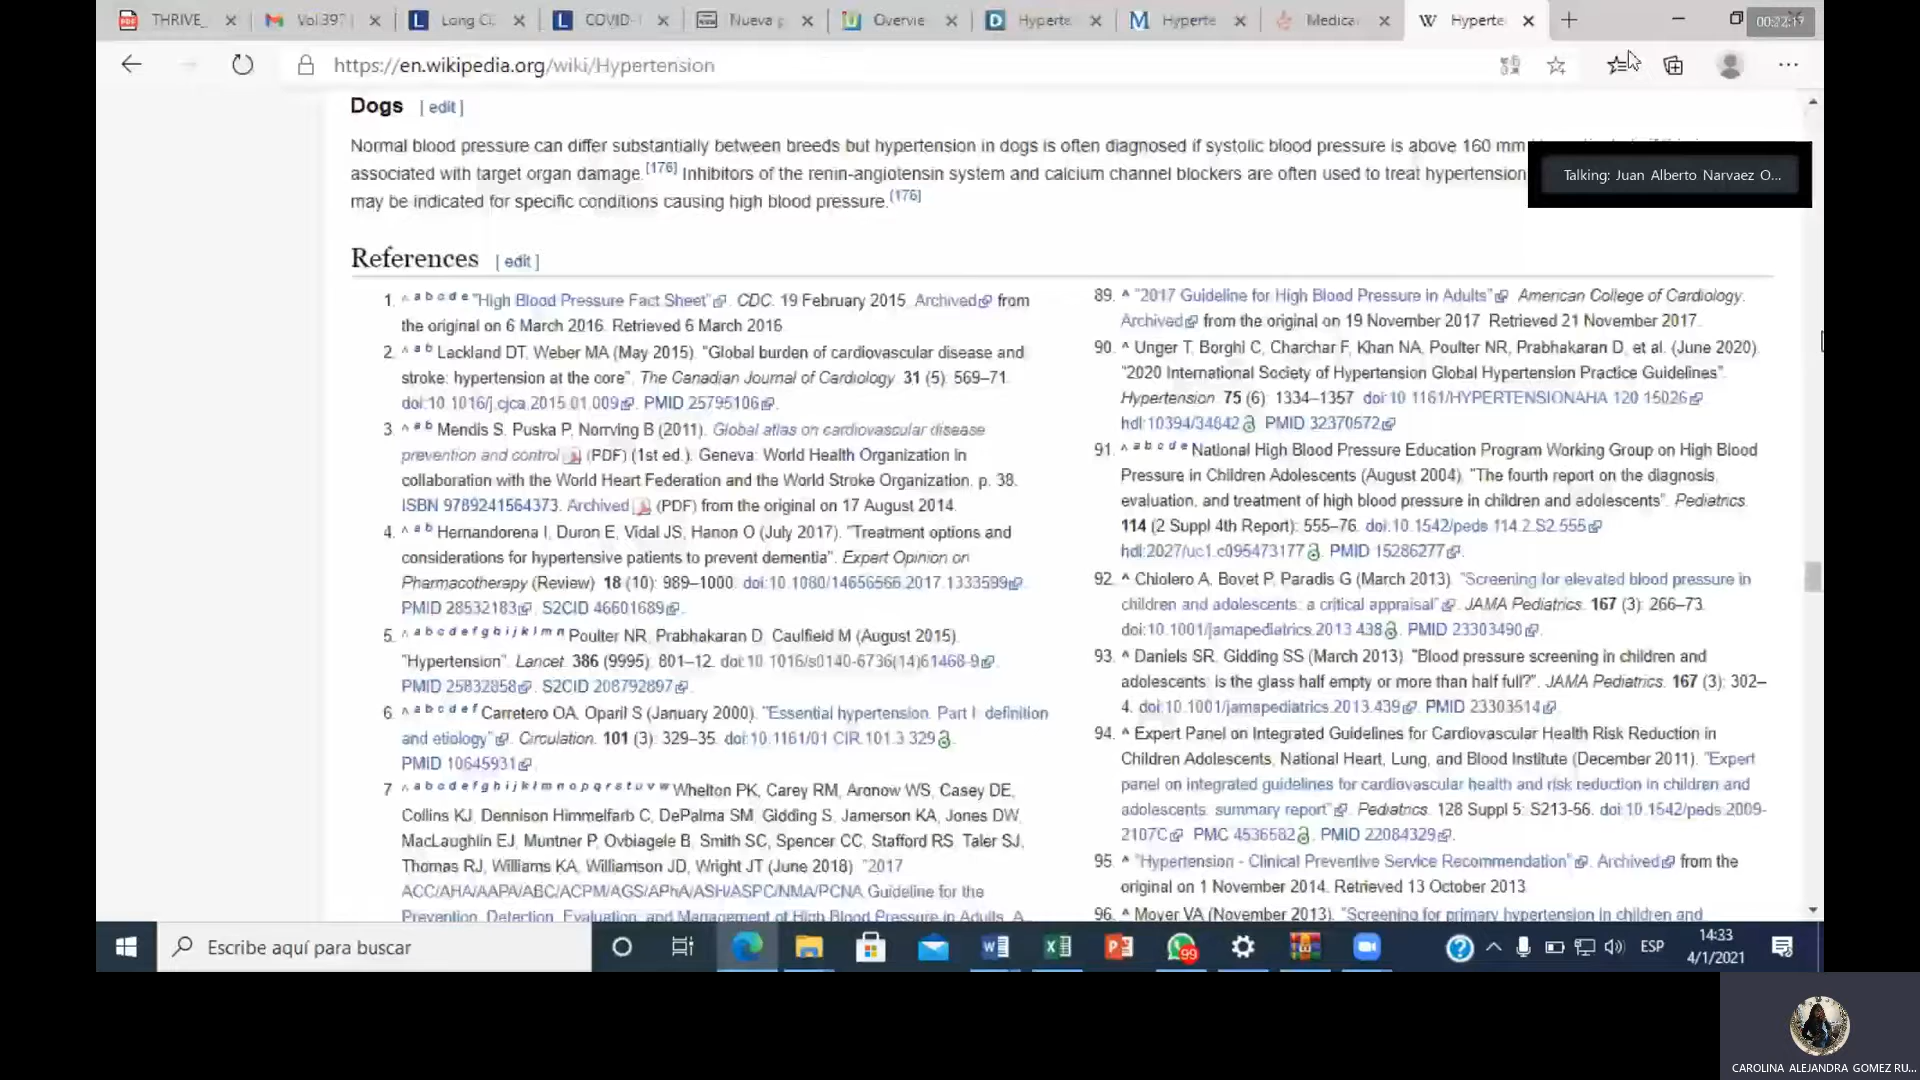 THRIVE_
Vol 397
Long C
COVID-
Nueva p
Overvie
Hyperte
Hyperte
Medica
Hyperte
00:22:17
https://en.wikipedia.org/wiki/Hypertension
Dogs [ edit ]
Normal blood pressure can differ substantially between breeds but hypertension in dogs is often diagnosed if systolic blood pressure is above 160 mm
associated with target organ damage.[176] Inhibitors of the renin-angiotensin system and calcium channel blockers are often used to treat hypertension
may be indicated for specific conditions causing high blood pressure.[176]
Talking: Juan Alberto Narvaez O...
References [ edit ]
1. ^ a b c d e "High Blood Pressure Fact Sheet". CDC. 19 February 2015. Archived from
the original on 6 March 2016. Retrieved 6 March 2016.
2. ^ a b Lackland DT, Weber MA (May 2015). "Global burden of cardiovascular disease and
stroke: hypertension at the core". The Canadian Journal of Cardiology. 31 (5): 569–71.
doi:10.1016/j.cjca.2015.01.009. PMID 25795106.
3. ^ a b Mendis S, Puska P, Norrving B (2011). Global atlas on cardiovascular disease
prevention and control (PDF) (1st ed.). Geneva: World Health Organization in
collaboration with the World Heart Federation and the World Stroke Organization. p. 38.
ISBN 9789241564373. Archived (PDF) from the original on 17 August 2014.
4. ^ a b Hernandorena I, Duron E, Vidal JS, Hanon O (July 2017). "Treatment options and
considerations for hypertensive patients to prevent dementia". Expert Opinion on
Pharmacotherapy (Review). 18 (10): 989–1000. doi:10.1080/14656566.2017.1333599.
PMID 28532183. S2CID 46601689.
5. ^ a b c d e f g h i j k l m n Poulter NR, Prabhakaran D, Caulfield M (August 2015).
"Hypertension". Lancet. 386 (9995): 801–12. doi:10.1016/s0140-6736(14)61468-9.
PMID 25832858. S2CID 208792897.
6. ^ a b c d e f Carretero OA, Oparil S (January 2000). "Essential hypertension. Part I: definition
and etiology". Circulation. 101 (3): 329–35. doi:10.1161/01.CIR.101.3.329.
PMID 10645931.
7. ^ a b c d e f g h i j k l m n o p q r s t u v w Whelton PK, Carey RM, Aronow WS, Casey DE,
Collins KJ, Dennison Himmelfarb C, DePalma SM, Gidding S, Jamerson KA, Jones DW,
MacLaughlin EJ, Muntner P, Ovbiagele B, Smith SC, Spencer CC, Stafford RS, Taler SJ,
Thomas RJ, Williams KA, Williamson JD, Wright JT (June 2018). "2017
ACC/AHA/AAPA/ABC/ACPM/AGS/APhA/ASH/ASPC/NMA/PCNA Guideline for the
Prevention, Detection, Evaluation, and Management of High Blood Pressure in Adults: A
89. ^ "2017 Guideline for High Blood Pressure in Adults". American College of Cardiology.
Archived from the original on 19 November 2017. Retrieved 21 November 2017.
90. ^ Unger T, Borghi C, Charchar F, Khan NA, Poulter NR, Prabhakaran D, et al. (June 2020).
"2020 International Society of Hypertension Global Hypertension Practice Guidelines".
Hypertension. 75 (6): 1334–1357. doi:10.1161/HYPERTENSIONAHA.120.15026.
hdl:10394/34842. PMID 32370572.
91. ^ a b c d e National High Blood Pressure Education Program Working Group on High Blood
Pressure in Children Adolescents (August 2004). "The fourth report on the diagnosis,
evaluation, and treatment of high blood pressure in children and adolescents". Pediatrics.
114 (2 Suppl 4th Report): 555–76. doi:10.1542/peds.114.2.S2.555.
hdl:2027/uc1.c095473177. PMID 15286277.
92. ^ Chiolero A, Bovet P, Paradis G (March 2013). "Screening for elevated blood pressure in
children and adolescents: a critical appraisal". JAMA Pediatrics. 167 (3): 266–73.
doi:10.1001/jamapediatrics.2013.438. PMID 23303490.
93. ^ Daniels SR, Gidding SS (March 2013). "Blood pressure screening in children and
adolescents: is the glass half empty or more than half full?". JAMA Pediatrics. 167 (3): 302–
4. doi:10.1001/jamapediatrics.2013.439. PMID 23303514.
94. ^ Expert Panel on Integrated Guidelines for Cardiovascular Health Risk Reduction in
Children Adolescents, National Heart, Lung, and Blood Institute (December 2011). "Expert
panel on integrated guidelines for cardiovascular health and risk reduction in children and
adolescents: summary report". Pediatrics. 128 Suppl 5: S213-56. doi:10.1542/peds.2009-
2107C. PMC 4536582. PMID 22084329.
95. ^ "Hypertension - Clinical Preventive Service Recommendation". Archived from the
original on 1 November 2014. Retrieved 13 October 2013.
96. ^ Moyer VA (November 2013). "Screening for primary hypertension in children and
Escribe aquí para buscar
99
ESP
14:33
4/1/2021
CAROLINA ALEJANDRA GOMEZ RU...